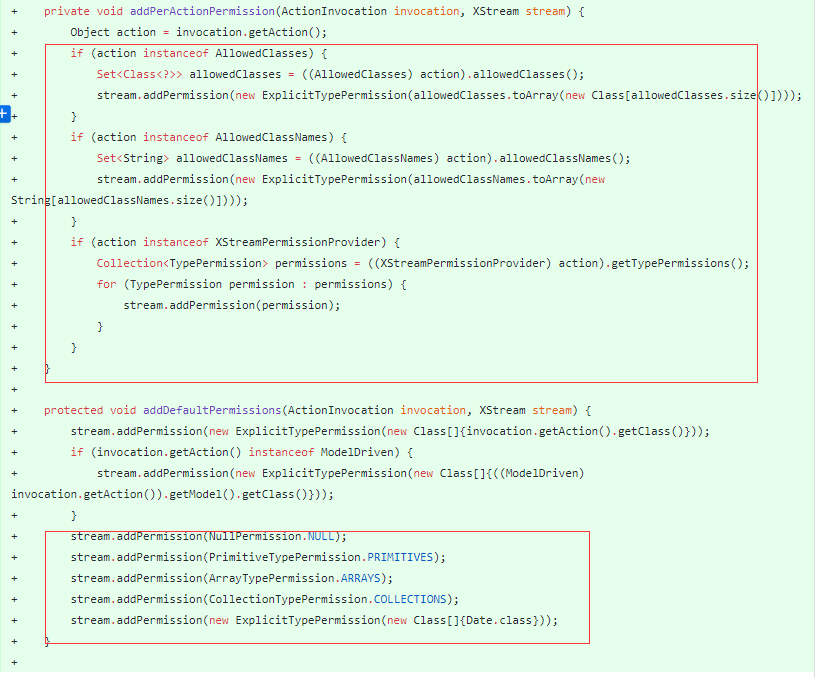 +    private void addPerActionPermission(ActionInvocation invocation, XStream stream) {
+        Object action = invocation.getAction();
+        if (action instanceof AllowedClasses) {
+            Set<Class<?>> allowedClasses = ((AllowedClasses) action).allowedClasses();
+            stream.addPermission(new ExplicitTypePermission(allowedClasses.toArray(new Class[allowedClasses.size()])));
+        }
+        if (action instanceof AllowedClassNames) {
+            Set<String> allowedClassNames = ((AllowedClassNames) action).allowedClassNames();
+            stream.addPermission(new ExplicitTypePermission(allowedClassNames.toArray(new
String[allowedClassNames.size()])));
+        }
+        if (action instanceof XStreamPermissionProvider) {
+            Collection<TypePermission> permissions = ((XStreamPermissionProvider) action).getTypePermissions();
+            for (TypePermission permission : permissions) {
+                stream.addPermission(permission);
+            }
+        }
+    }
+
+    protected void addDefaultPermissions(ActionInvocation invocation, XStream stream) {
+        stream.addPermission(new ExplicitTypePermission(new Class[]{invocation.getAction().getClass()}));
+        if (invocation.getAction() instanceof ModelDriven) {
+            stream.addPermission(new ExplicitTypePermission(new Class[]{((ModelDriven)
invocation.getAction()).getModel().getClass()}));
+        }
+        stream.addPermission(NullPermission.NULL);
+        stream.addPermission(PrimitiveTypePermission.PRIMITIVES);
+        stream.addPermission(ArrayTypePermission.ARRAYS);
+        stream.addPermission(CollectionTypePermission.COLLECTIONS);
+        stream.addPermission(new ExplicitTypePermission(new Class[]{Date.class}));
+    }
+